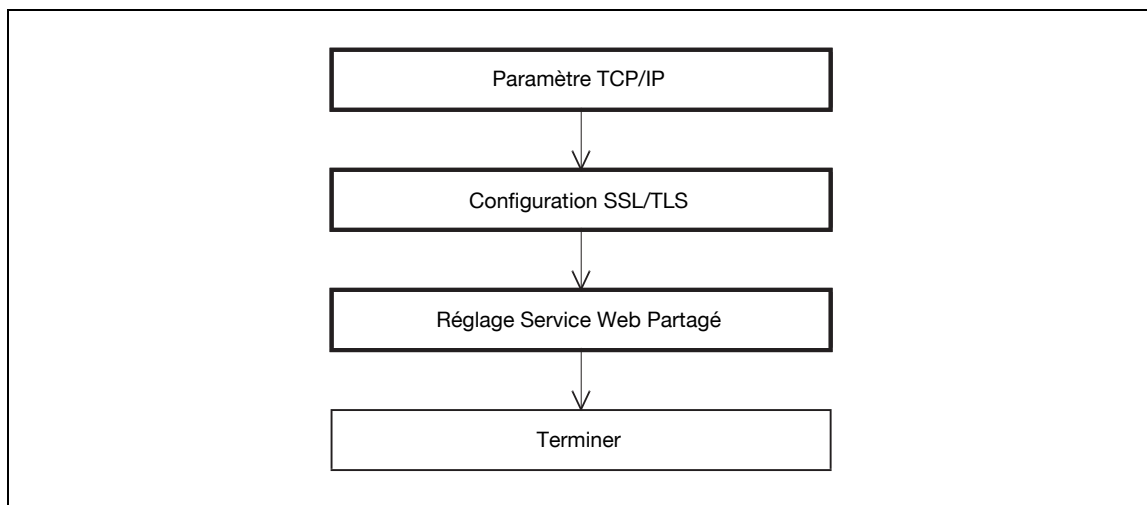 Paramètre TCP/IP
Configuration SSL/TLS
Réglage Service Web Partagé
Terminer